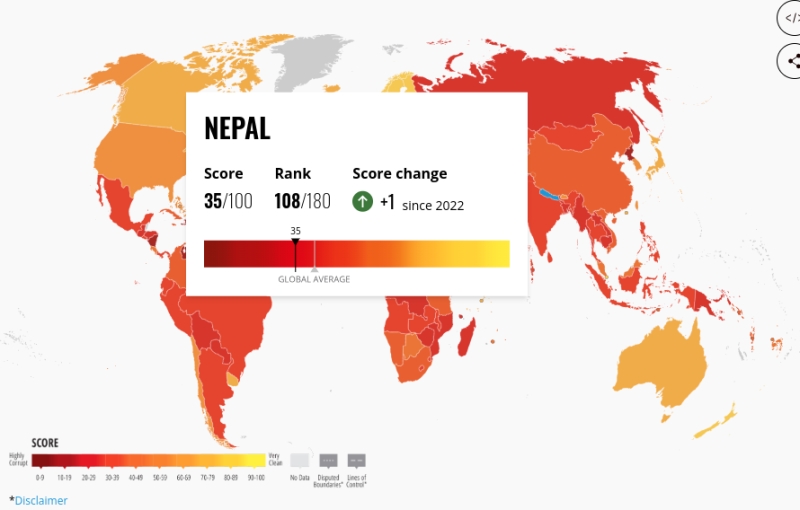 </>
NEPAL
Score Rank Score change
35/100 108/180 +1 since 2022
35
GLOBAL AVERAGE
SCORE
Highly Corrupt Very Clean
0-9 10-19 20-29 30-39 40-49 50-59 60-69 70-79 80-89 90-100 No Data Disputed Boundaries* Lines of Control*
*Disclaimer